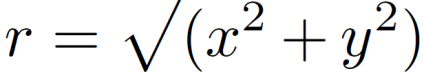 r = √(x² + y²)